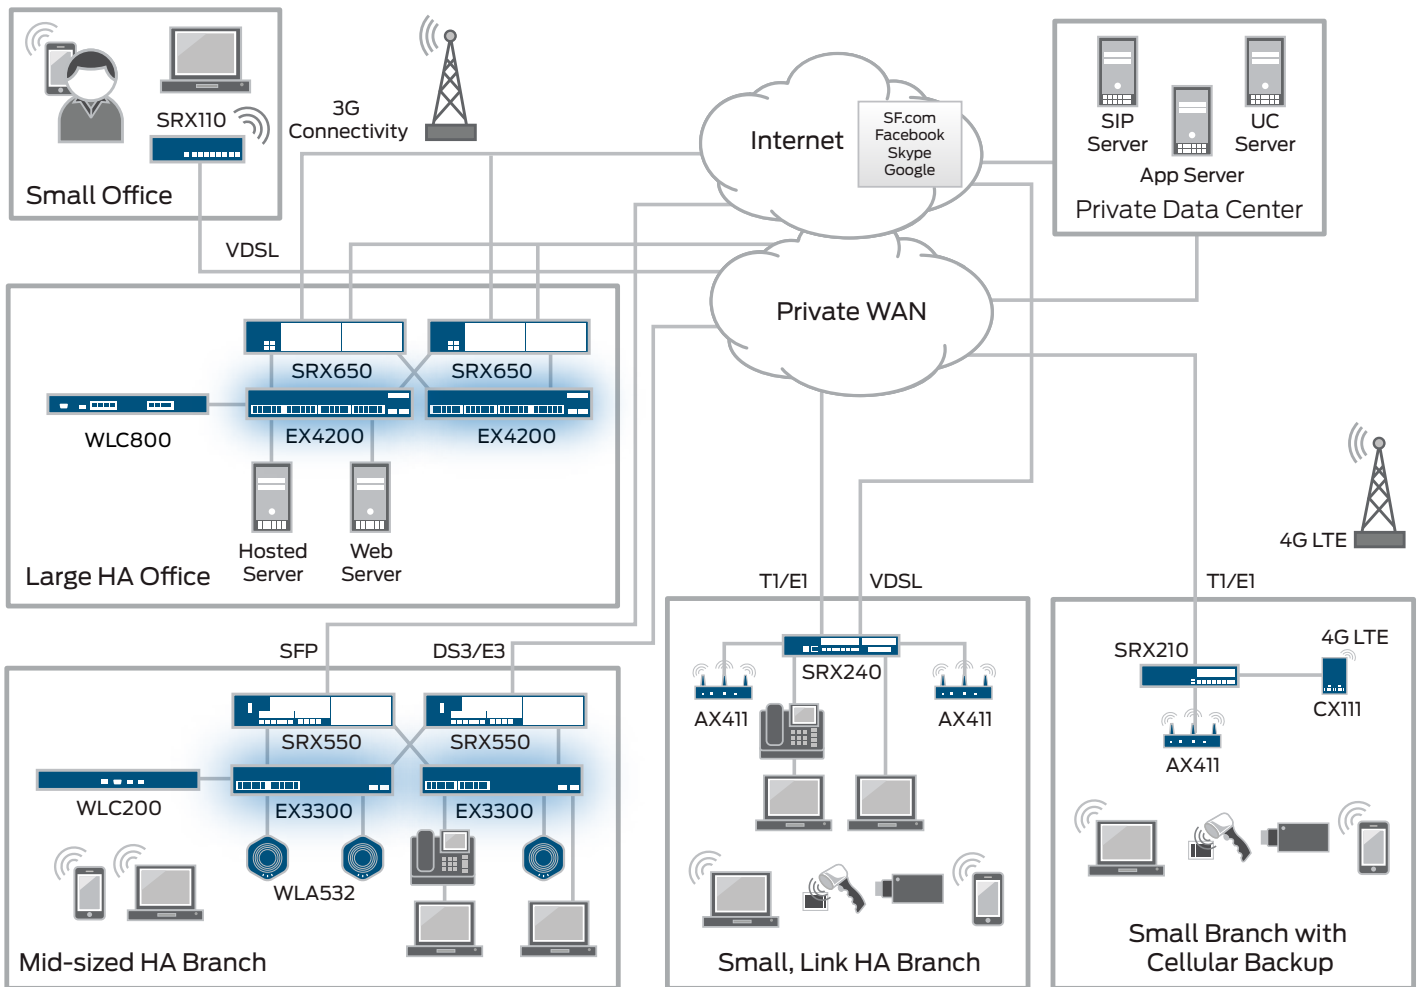 SRX110
Small Office
3G
Connectivity
VDSL
Internet
SF.com
Facebook
Skype
Google
Private WAN
SIP
Server
App Server
UC
Server
Private Data Center
SRX650
SRX650
WLC800
EX4200
EX4200
Hosted
Server
Web
Server
Large HA Office
4G LTE
SFP
DS3/E3
SRX550
SRX550
WLC200
EX3300
EX3300
WLA532
Mid-sized HA Branch
T1/E1
VDSL
SRX240
AX411
AX411
Small, Link HA Branch
T1/E1
SRX210
4G LTE
CX111
AX411
Small Branch with
Cellular Backup